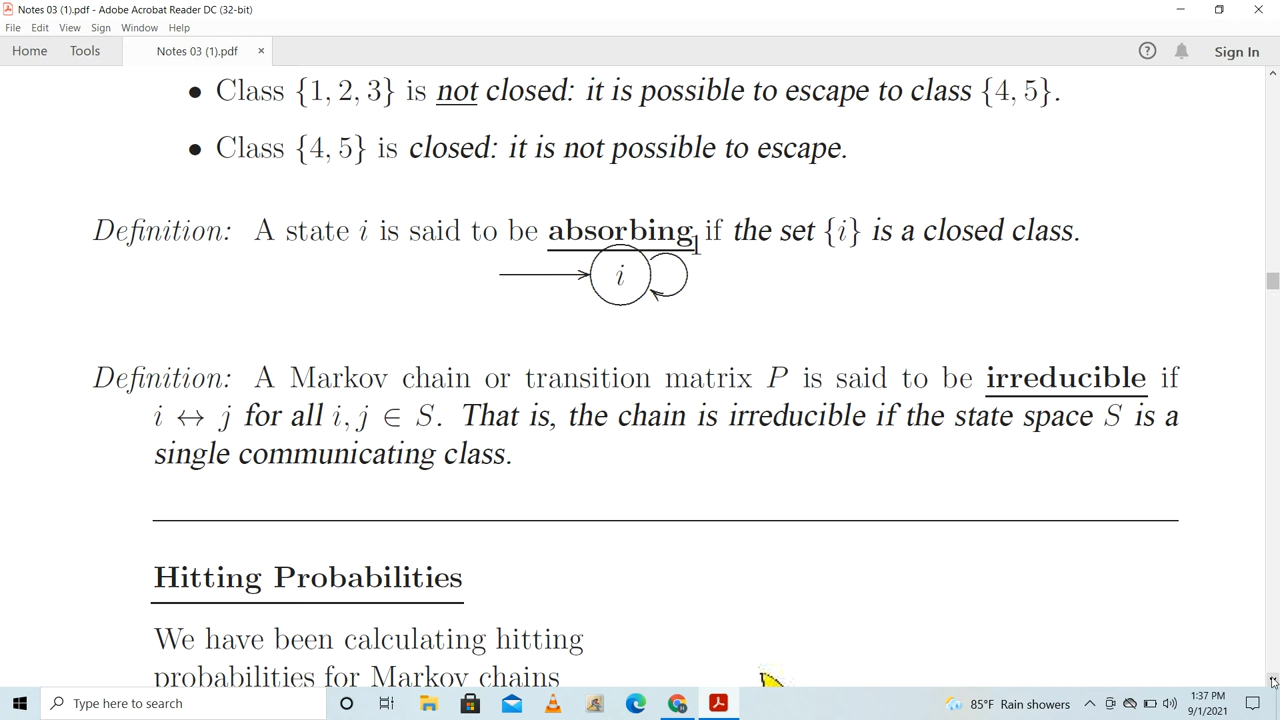 Notes 03 (1).pdf - Adobe Acrobat Reader DC (32-bit)
File Edit View Sign Window Help
Home Tools Notes 03 (1).pdf × Sign In
• Class {1, 2, 3} is not closed: it is possible to escape to class {4, 5}.
• Class {4, 5} is closed: it is not possible to escape.
Definition: A state i is said to be absorbing if the set {i} is a closed class.
i
Definition: A Markov chain or transition matrix P is said to be irreducible if
i ↔ j for all i, j ∈ S. That is, the chain is irreducible if the state space S is a
single communicating class.
Hitting Probabilities
We have been calculating hitting
probabilities for Markov chains
Type here to search
85°F Rain showers
1:37 PM
9/1/2021